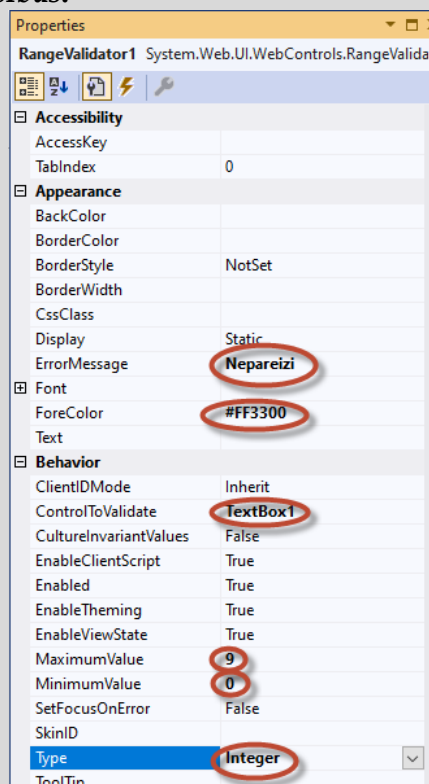 Properties
RangeValidator1 System.Web.UI.WebControls.RangeValida
Accessibility
AccessKey
TabIndex 0
Appearance
BackColor
BorderColor
BorderStyle NotSet
BorderWidth
CssClass
Display Static
ErrorMessage Nepareizi
Font
ForeColor #FF3300
Text
Behavior
ClientIDMode Inherit
ControlToValidate TextBox1
CultureInvariantValues False
EnableClientScript True
Enabled True
EnableTheming True
EnableViewState True
MaximumValue 9
MinimumValue 0
SetFocusOnError False
SkinID
Type Integer
ToolTip